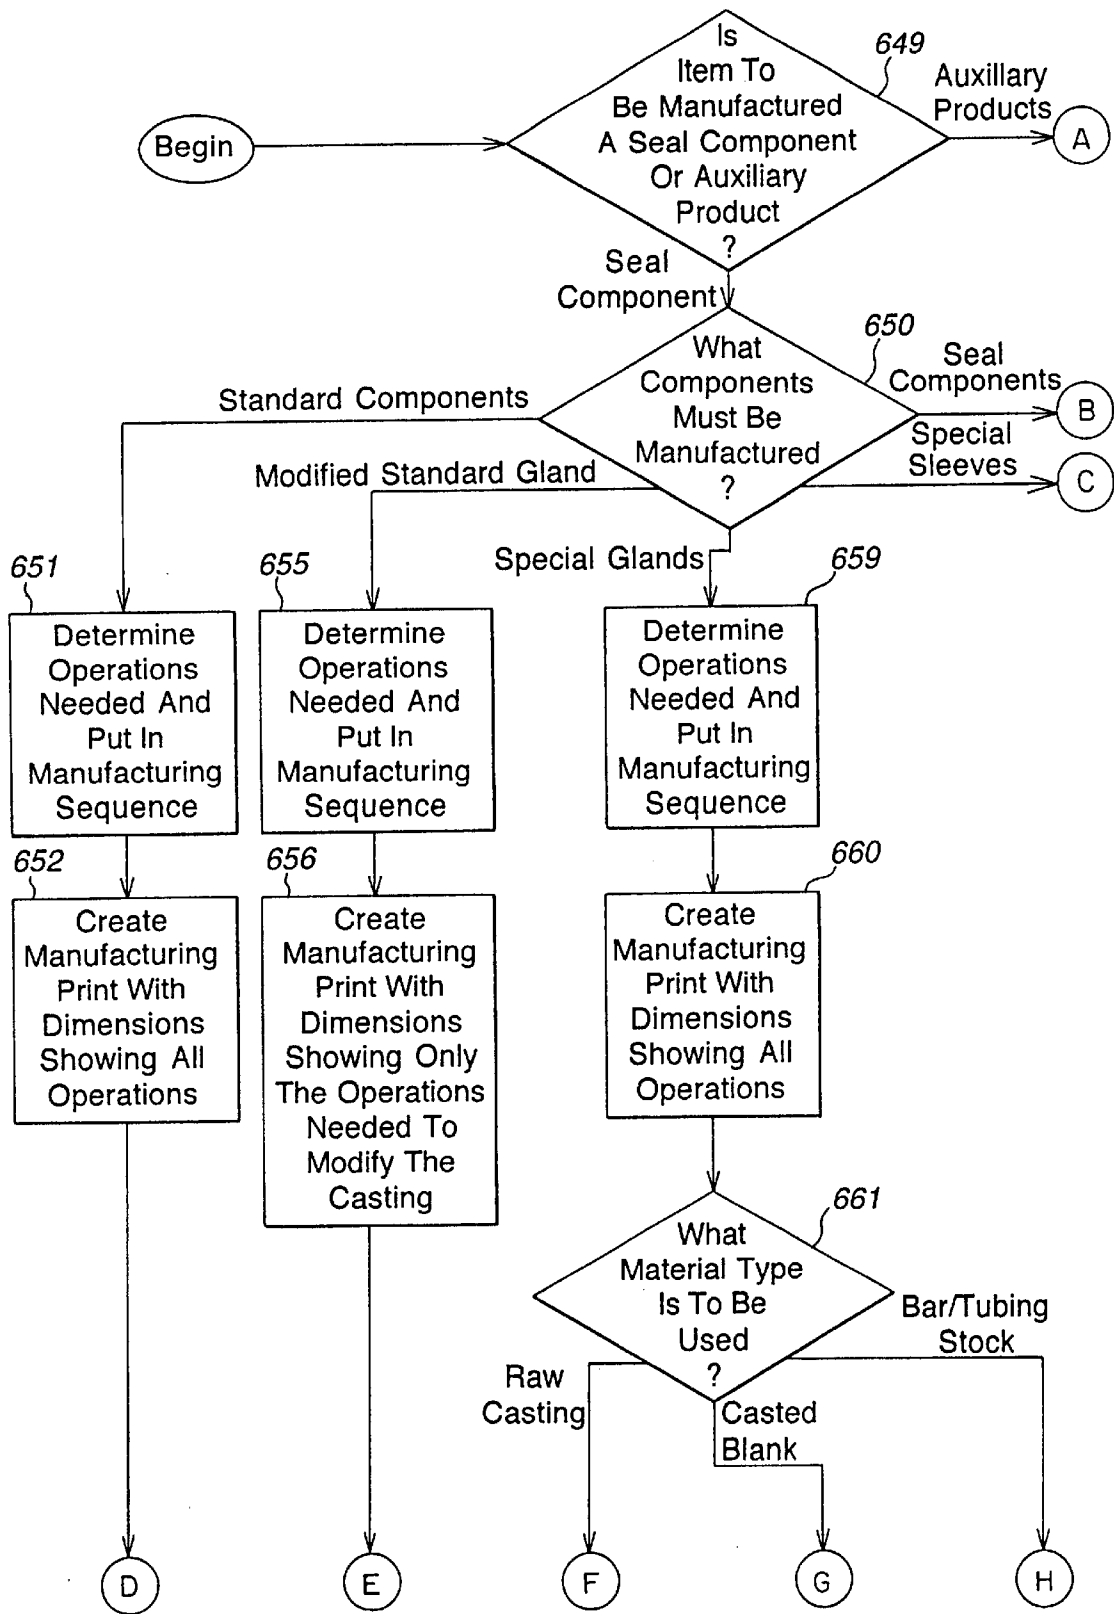 Begin
Is
Item To
Be Manufactured
A Seal Component
Or Auxiliary
Product
?
649
Auxillary
Products
A
Seal
Component
What
Components
Must Be
Manufactured
?
650
Seal
Components
B
Special
Sleeves
C
Standard Components
Modified Standard Gland
Special Glands
651
Determine
Operations
Needed And
Put In
Manufacturing
Sequence
655
Determine
Operations
Needed And
Put In
Manufacturing
Sequence
659
Determine
Operations
Needed And
Put In
Manufacturing
Sequence
652
Create
Manufacturing
Print With
Dimensions
Showing All
Operations
656
Create
Manufacturing
Print With
Dimensions
Showing Only
The Operations
Needed To
Modify The
Casting
660
Create
Manufacturing
Print With
Dimensions
Showing All
Operations
661
What
Material Type
Is To Be
Used
?
Raw
Casting
Casted
Blank
Bar/Tubing
Stock
D
E
F
G
H